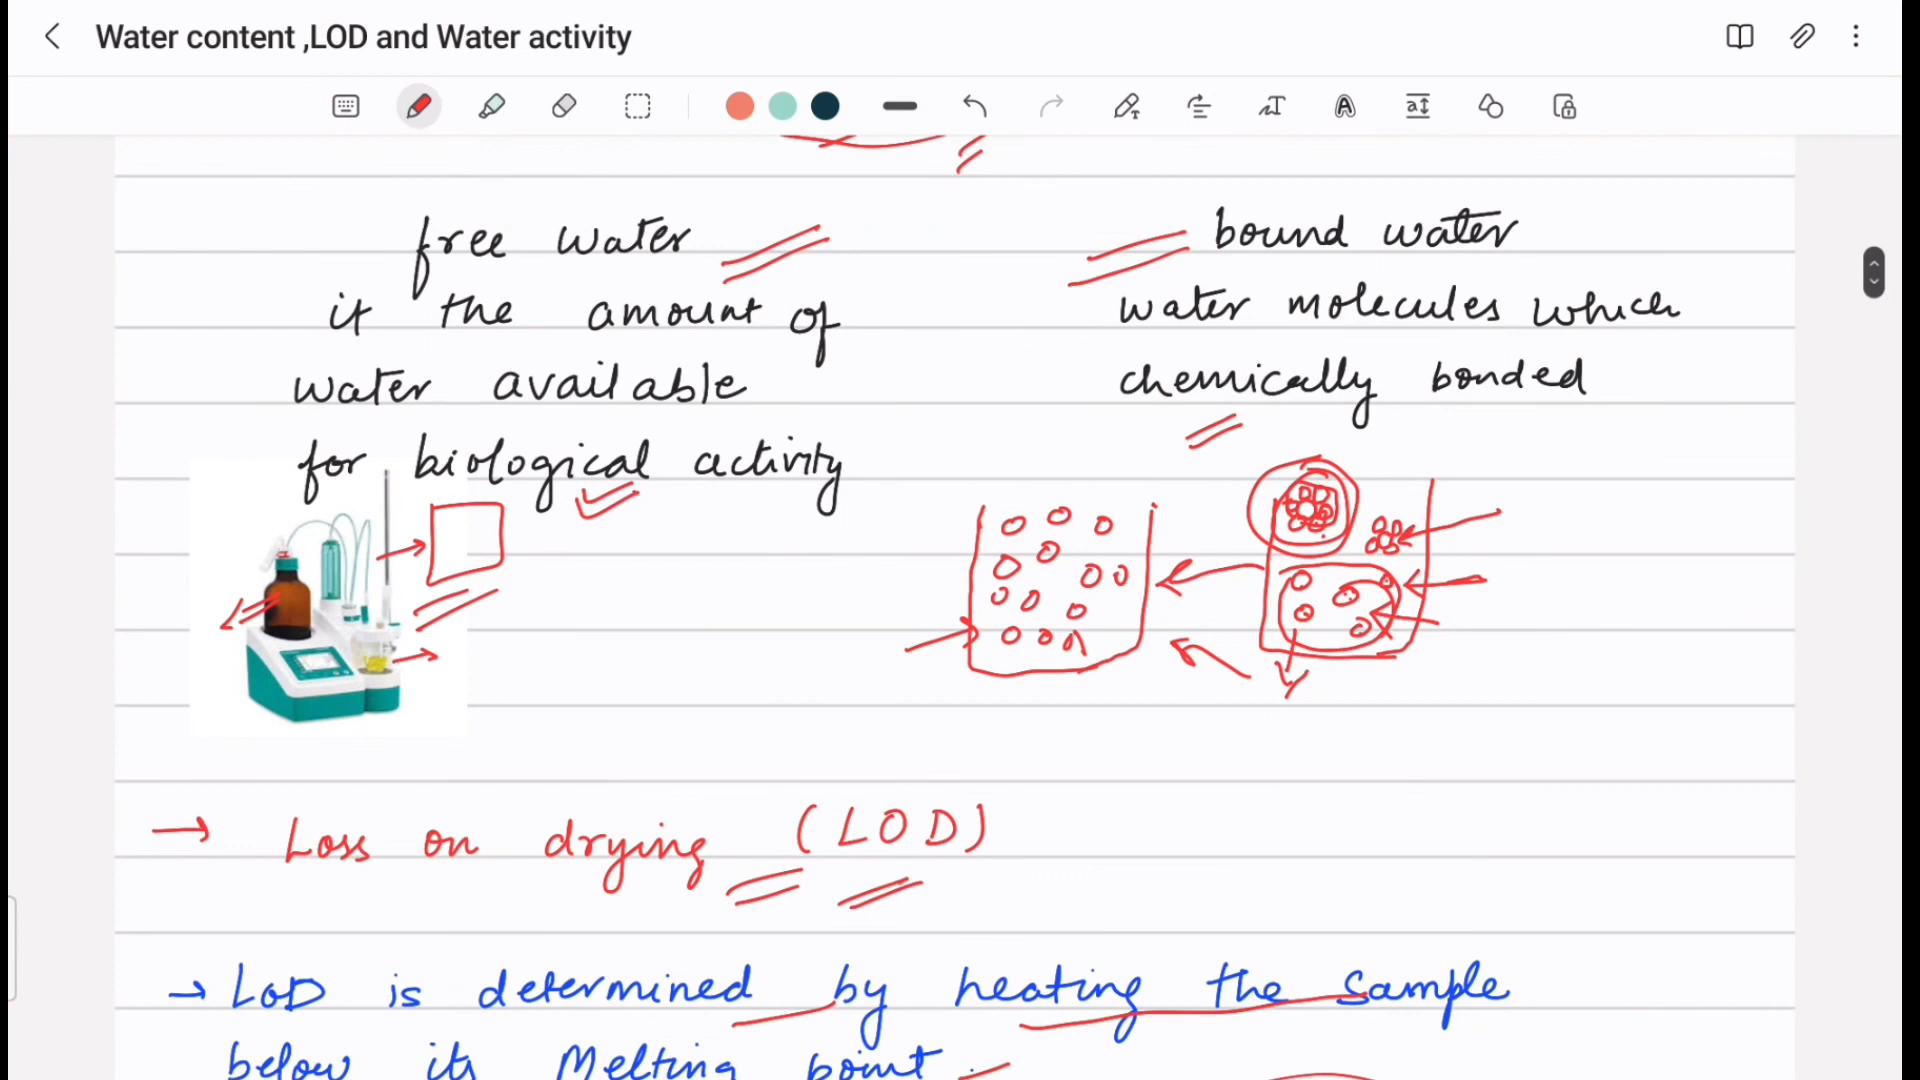 Water content ,LOD and Water activity
free water
it the amount of
water available
for biological activity
bound water
water molecules which
chemically bonded
→ Loss on drying (LOD)
→ LOD is determined by heating the sample
below its Melting point.